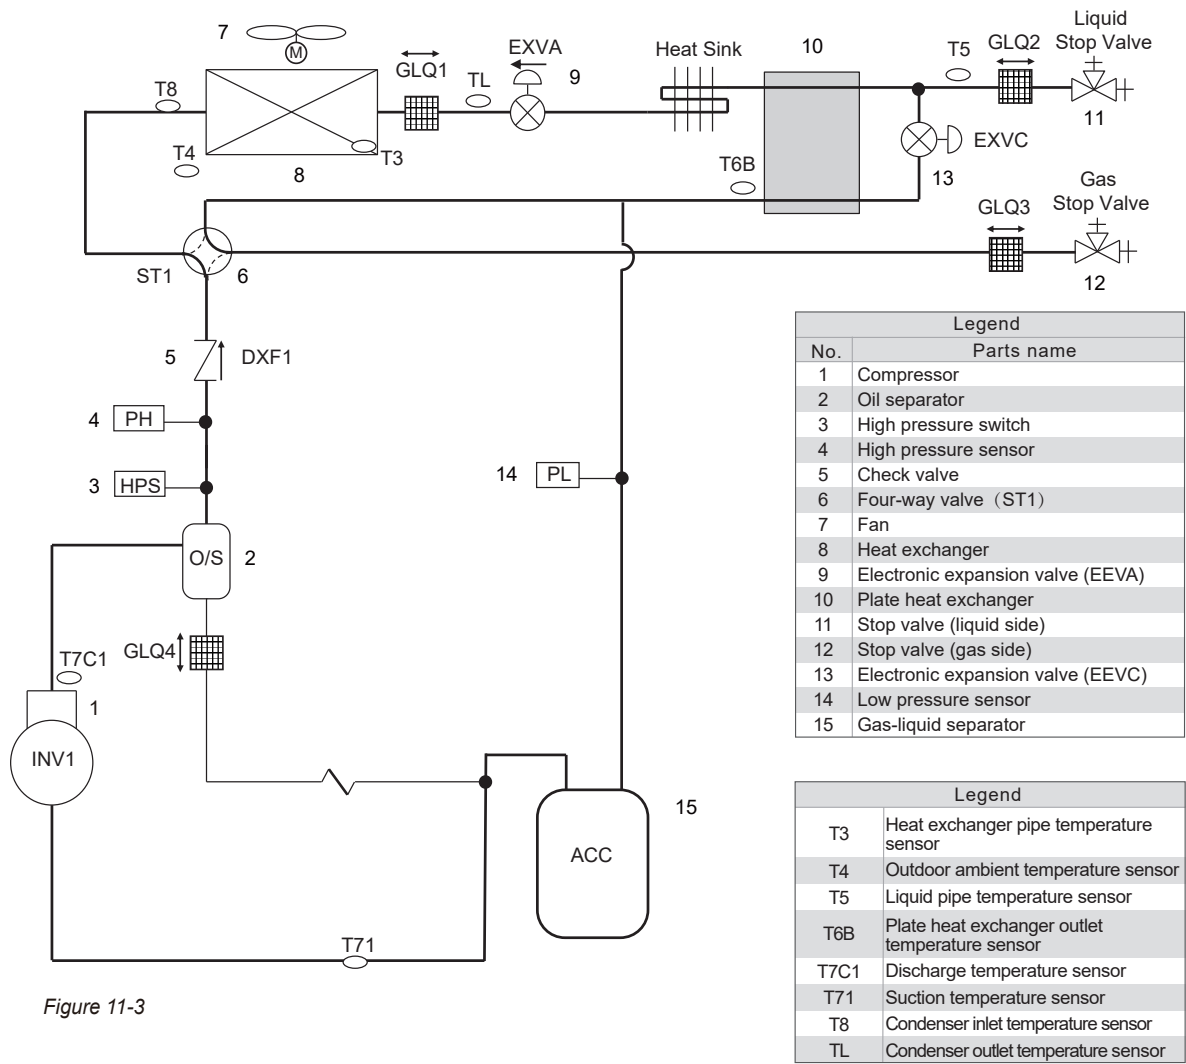 7
M
EXVA
9
Heat Sink
10
T5
GLQ2
Liquid
Stop Valve
GLQ1
TL
T8
11
T4
T3
8
T6B
EXVC
13
Gas
Stop Valve
GLQ3
ST1
6
12
5
DXF1
4
PH
3
HPS
14
PL
O/S
2
GLQ4
T7C1
1
INV1
15
ACC
T71
Figure 11-3
Legend
No. Parts name
1 Compressor
2 Oil separator
3 High pressure switch
4 High pressure sensor
5 Check valve
6 Four-way valve（ST1）
7 Fan
8 Heat exchanger
9 Electronic expansion valve (EEVA)
10 Plate heat exchanger
11 Stop valve (liquid side)
12 Stop valve (gas side)
13 Electronic expansion valve (EEVC)
14 Low pressure sensor
15 Gas-liquid separator
Legend
T3 Heat exchanger pipe temperature
sensor
T4 Outdoor ambient temperature sensor
T5 Liquid pipe temperature sensor
T6B Plate heat exchanger outlet
temperature sensor
T7C1 Discharge temperature sensor
T71 Suction temperature sensor
T8 Condenser inlet temperature sensor
TL Condenser outlet temperature sensor